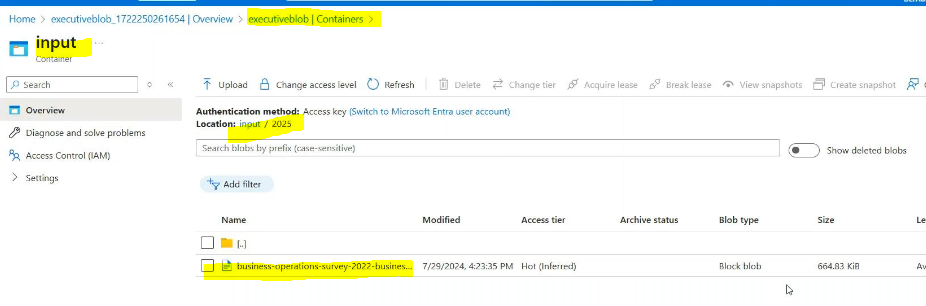 Home > executiveblob_1722250261654 | Overview > executiveblob | Containers >
input ...
Container
Search
Upload Change access level Refresh Delete Change tier Acquire lease Break lease View snapshots Create snapshot
Overview
Diagnose and solve problems
Access Control (IAM)
Settings
Authentication method: Access key (Switch to Microsoft Entra user account)
Location: input / 2025
Search blobs by prefix (case-sensitive)
Show deleted blobs
Add filter
Name Modified Access tier Archive status Blob type Size
[..]
business-operations-survey-2022-busines... 7/29/2024, 4:23:35 PM Hot (Inferred) Block blob 664.83 KiB